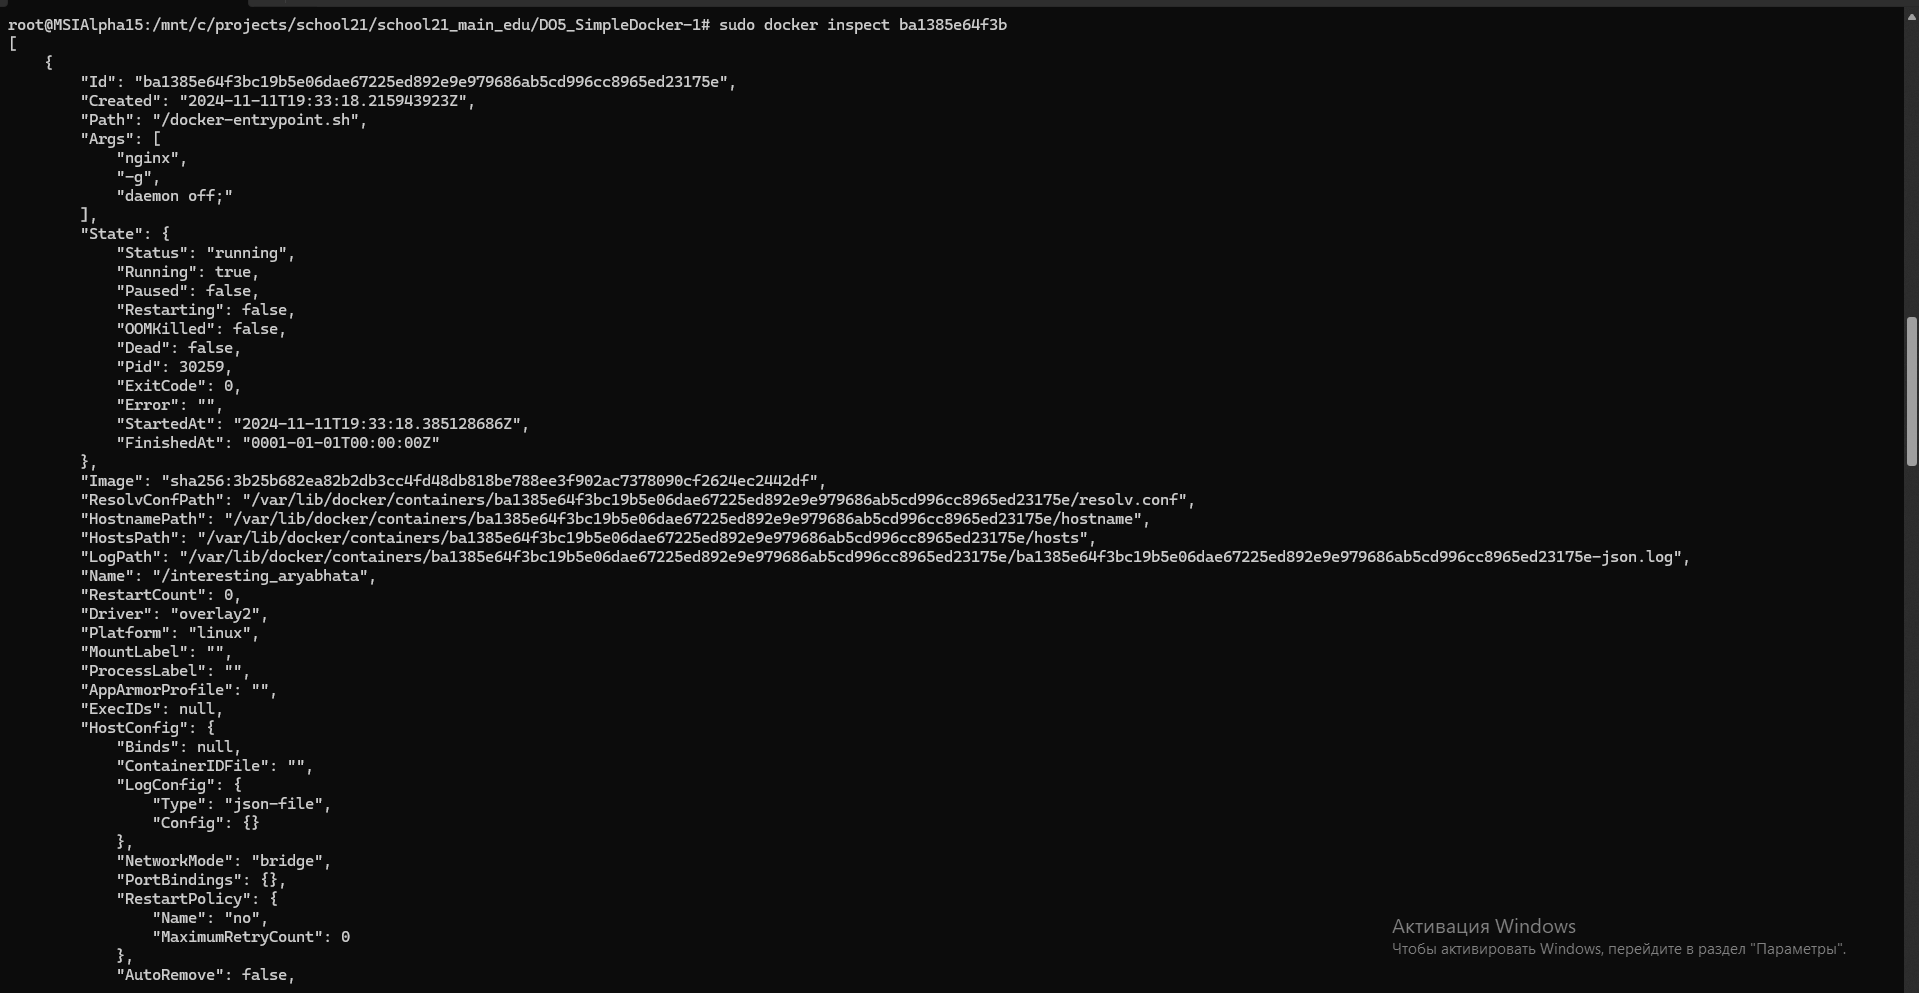 root@MSIAlpha15:/mnt/c/projects/school21/school21_main_edu/DO5_SimpleDocker-1# sudo docker inspect ba1385e64f3b
[
    {
        "Id": "ba1385e64f3bc19b5e06dae67225ed892e9e979686ab5cd996cc8965ed23175e",
        "Created": "2024-11-11T19:33:18.215943923Z",
        "Path": "/docker-entrypoint.sh",
        "Args": [
            "nginx",
            "-g",
            "daemon off;"
        ],
        "State": {
            "Status": "running",
            "Running": true,
            "Paused": false,
            "Restarting": false,
            "OOMKilled": false,
            "Dead": false,
            "Pid": 30259,
            "ExitCode": 0,
            "Error": "",
            "StartedAt": "2024-11-11T19:33:18.385128686Z",
            "FinishedAt": "0001-01-01T00:00:00Z"
        },
        "Image": "sha256:3b25b682ea82b2db3cc4fd48db818be788ee3f902ac7378090cf2624ec2442df",
        "ResolvConfPath": "/var/lib/docker/containers/ba1385e64f3bc19b5e06dae67225ed892e9e979686ab5cd996cc8965ed23175e/resolv.conf",
        "HostnamePath": "/var/lib/docker/containers/ba1385e64f3bc19b5e06dae67225ed892e9e979686ab5cd996cc8965ed23175e/hostname",
        "HostsPath": "/var/lib/docker/containers/ba1385e64f3bc19b5e06dae67225ed892e9e979686ab5cd996cc8965ed23175e/hosts",
        "LogPath": "/var/lib/docker/containers/ba1385e64f3bc19b5e06dae67225ed892e9e979686ab5cd996cc8965ed23175e/ba1385e64f3bc19b5e06dae67225ed892e9e979686ab5cd996cc8965ed23175e-json.log",
        "Name": "/interesting_aryabhata",
        "RestartCount": 0,
        "Driver": "overlay2",
        "Platform": "linux",
        "MountLabel": "",
        "ProcessLabel": "",
        "AppArmorProfile": "",
        "ExecIDs": null,
        "HostConfig": {
            "Binds": null,
            "ContainerIDFile": "",
            "LogConfig": {
                "Type": "json-file",
                "Config": {}
            },
            "NetworkMode": "bridge",
            "PortBindings": {},
            "RestartPolicy": {
                "Name": "no",
                "MaximumRetryCount": 0
            },
            "AutoRemove": false,
Активация Windows
Чтобы активировать Windows, перейдите в раздел "Параметры".